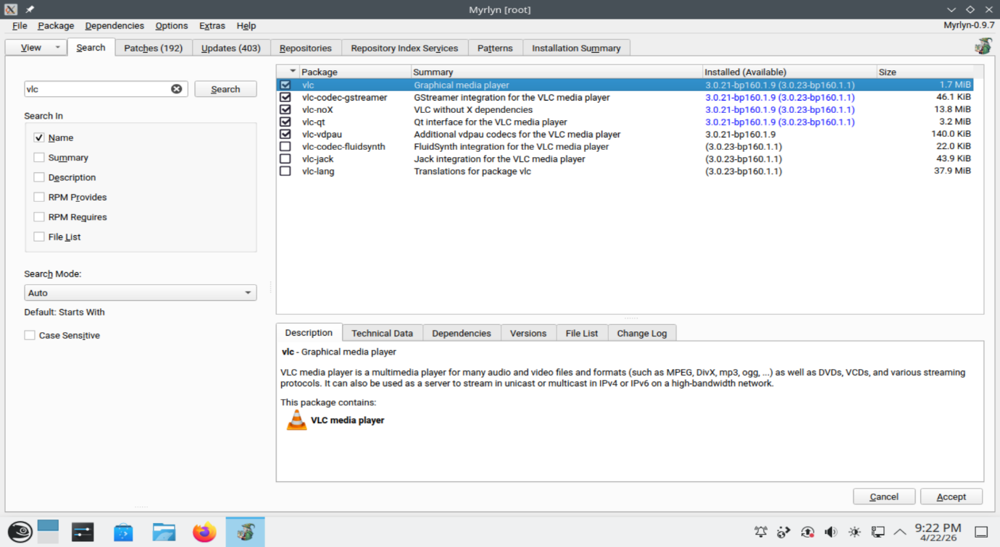 Myrlyn [root]
File Package Dependencies Options Extras Help Myrlyn-0.9.7
View Search Patches (192) Updates (403) Repositories Repository Index Services Patterns Installation Summary
vlc Search
Search In
Name
Summary
Description
RPM Provides
RPM Requires
File List
Search Mode:
Auto
Default: Starts With
Case Sensitive
Package Summary Installed (Available) Size
vlc Graphical media player 3.0.21-bp160.1.9 (3.0.23-bp160.1.1) 1.7 MiB
vlc-codec-gstreamer GStreamer integration for the VLC media player 3.0.21-bp160.1.9 (3.0.23-bp160.1.1) 46.1 KiB
vlc-noX VLC without X dependencies 3.0.21-bp160.1.9 (3.0.23-bp160.1.1) 13.8 MiB
vlc-qt Qt interface for the VLC media player 3.0.21-bp160.1.9 (3.0.23-bp160.1.1) 3.2 MiB
vlc-vdpau Additional vdpau codecs for the VLC media player 3.0.21-bp160.1.9 140.0 KiB
vlc-codec-fluidsynth FluidSynth integration for the VLC media player (3.0.23-bp160.1.1) 22.0 KiB
vlc-jack Jack integration for the VLC media player (3.0.23-bp160.1.1) 43.9 KiB
vlc-lang Translations for package vlc (3.0.23-bp160.1.1) 37.9 MiB
Description Technical Data Dependencies Versions File List Change Log
vlc - Graphical media player
VLC media player is a multimedia player for many audio and video files and formats (such as MPEG, DivX, mp3, ogg, ...) as well as DVDs, VCDs, and various streaming
protocols. It can also be used as a server to stream in unicast or multicast in IPv4 or IPv6 on a high-bandwidth network.
This package contains:
VLC media player
Cancel Accept
9:22 PM
4/22/26